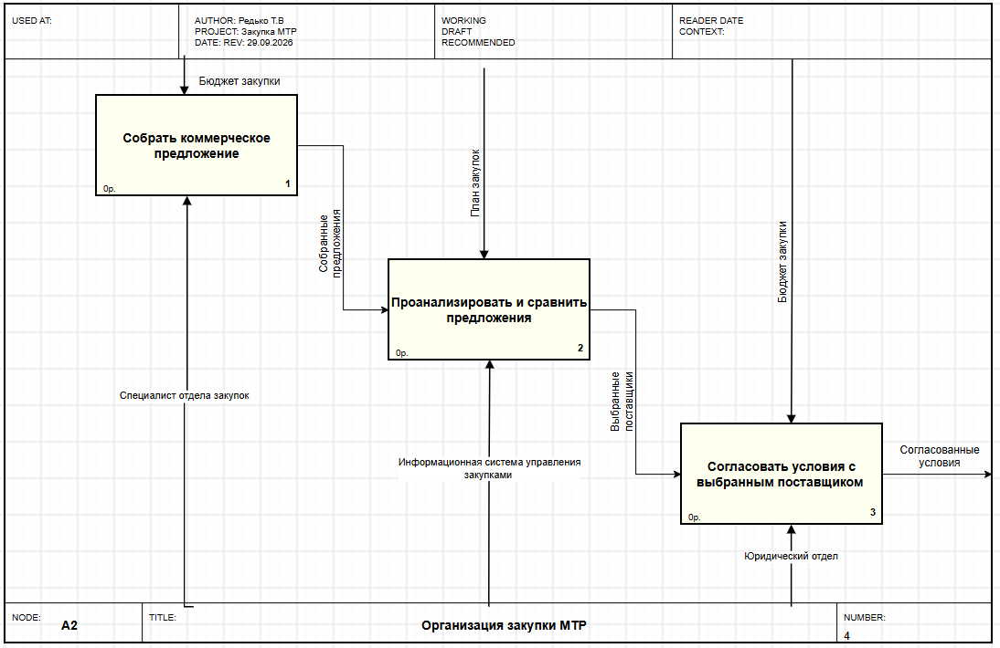 USED AT:
AUTHOR: Редько Т.В
PROJECT: Закупка МТР
DATE: REV: 29.09.2026
WORKING
DRAFT
RECOMMENDED
READER DATE
CONTEXT:
Бюджет закупки
Собрать коммерческое
предложение
0р.
1
План закупок
Бюджет закупки
Собранные
предложения
Проанализировать и сравнить
предложения
0р.
2
Специалист отдела закупок
Выбранные
поставщики
Информационная система управления
закупками
Согласовать условия с
выбранным поставщиком
0р.
3
Согласованные
условия
Юридический отдел
NODE:
A2
TITLE:
Организация закупки МТР
NUMBER:
4